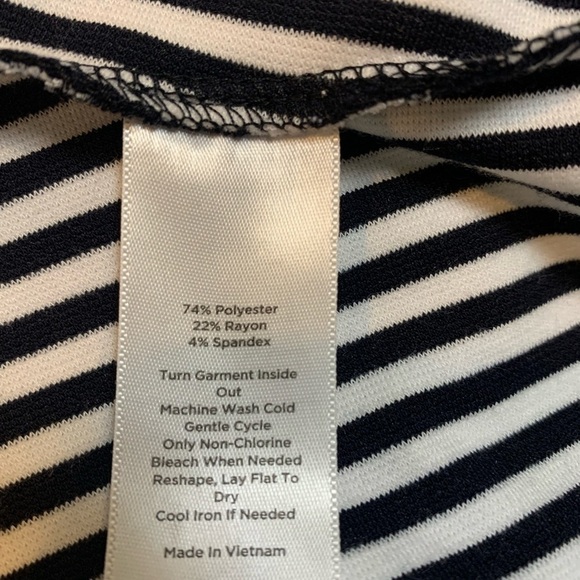 74% Polyester
22% Rayon
4% Spandex
Turn Garment Inside
Out
Machine Wash Cold
Gentle Cycle
Only Non-Chlorine
Bleach When Needed
Reshape, Lay Flat To
Dry
Cool Iron If Needed
Made In Vietnam